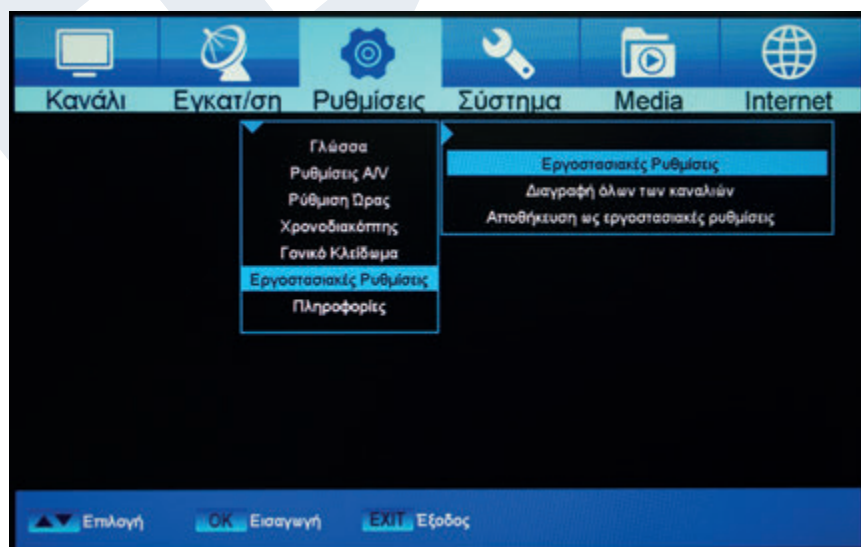 Κανάλι Εγκατ/ση Ρυθμίσεις Σύστημα Media Internet
Γλώσσα
Ρυθμίσεις A/V
Ρύθμιση Ώρας
Χρονοδιακόπτης
Γονικό Κλείδωμα
Εργοστασιακές Ρυθμίσεις
Πληροφορίες
Εργοστασιακές Ρυθμίσεις
Διαγραφή όλων των καναλιών
Αποθήκευση ως εργοστασιακές ρυθμίσεις
▲▼ Επιλογή OK Εισαγωγή EXIT Έξοδος